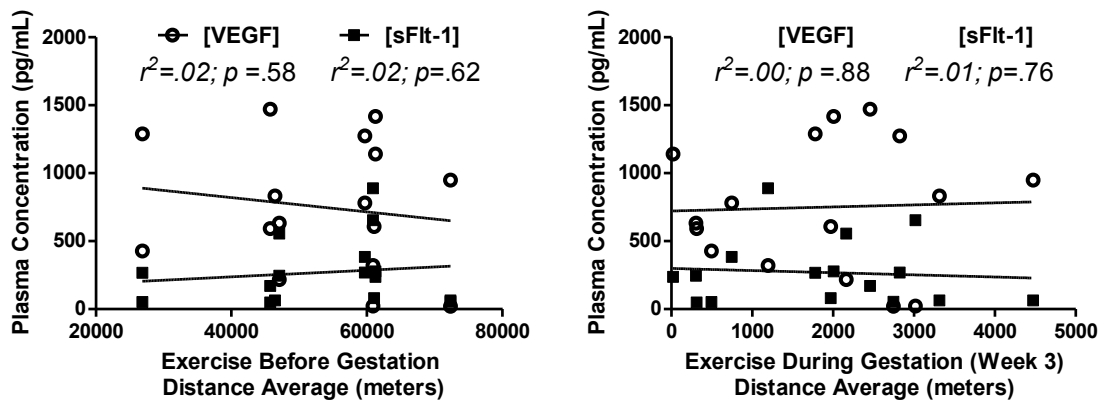 Plasma Concentration (pg/mL)
2000
1500
1000
500
0
[VEGF] [sFlt-1]
r²=.02; p =.58 r²=.02; p=.62
20000 40000 60000 80000
Exercise Before Gestation
Distance Average (meters)
Plasma Concentration (pg/mL)
2000
1500
1000
500
0
[VEGF] [sFlt-1]
r²=.00; p =.88 r²=.01; p=.76
0 1000 2000 3000 4000 5000
Exercise During Gestation (Week 3)
Distance Average (meters)